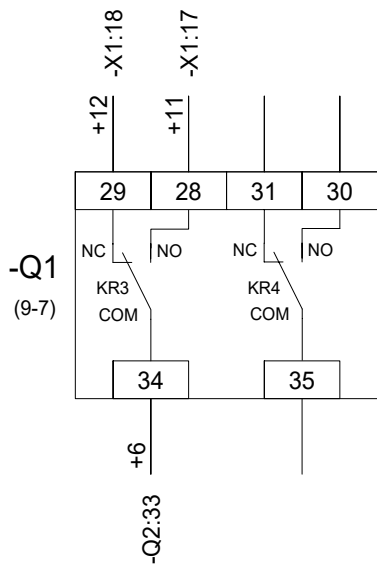 -X1:18
-X1:17
+12
+11
29
28
31
30
NC
NO
NC
NO
-Q1
(9-7)
KR3
COM
KR4
COM
34
35
+6
-Q2:33